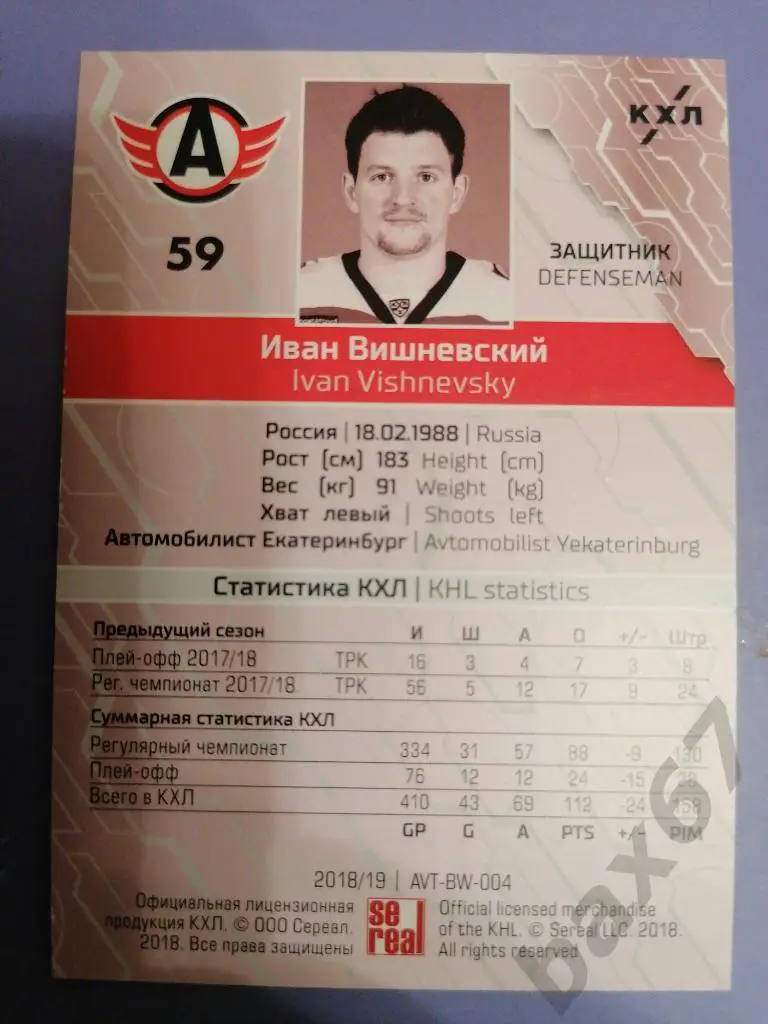 A
КХЛ
59
ЗАЩИТНИК
DEFENSEMAN
Иван Вишневский
Ivan Vishnevsky
Россия | 18.02.1988 | Russia
Рост (см) 183 Height (cm)
Вес (кг) 91 Weight (kg)
Хват левый | Shoots left
Автомобилист Екатеринбург | Avtomobilist Yekaterinburg
Статистика КХЛ | KHL statistics
Предыдущий сезон И Ш А О +/- Штр
Плей-офф 2017/18 ТРК 16 3 4 7 3 8
Рег. чемпионат 2017/18 ТРК 56 5 12 17 9 24
Суммарная статистика КХЛ
Регулярный чемпионат 334 31 57 88 -9 130
Плей-офф 76 12 12 24 -15 28
Всего в КХЛ 410 43 69 112 -24 158
GP G A PTS +/- PIM
2018/19 | AVT-BW-004
Официальная лицензионная продукция КХЛ. © ООО Сереал. 2018. Все права защищены
se real
Official licensed merchandise of the KHL. © Sereal LLC. 2018. All rights reserved
bax67